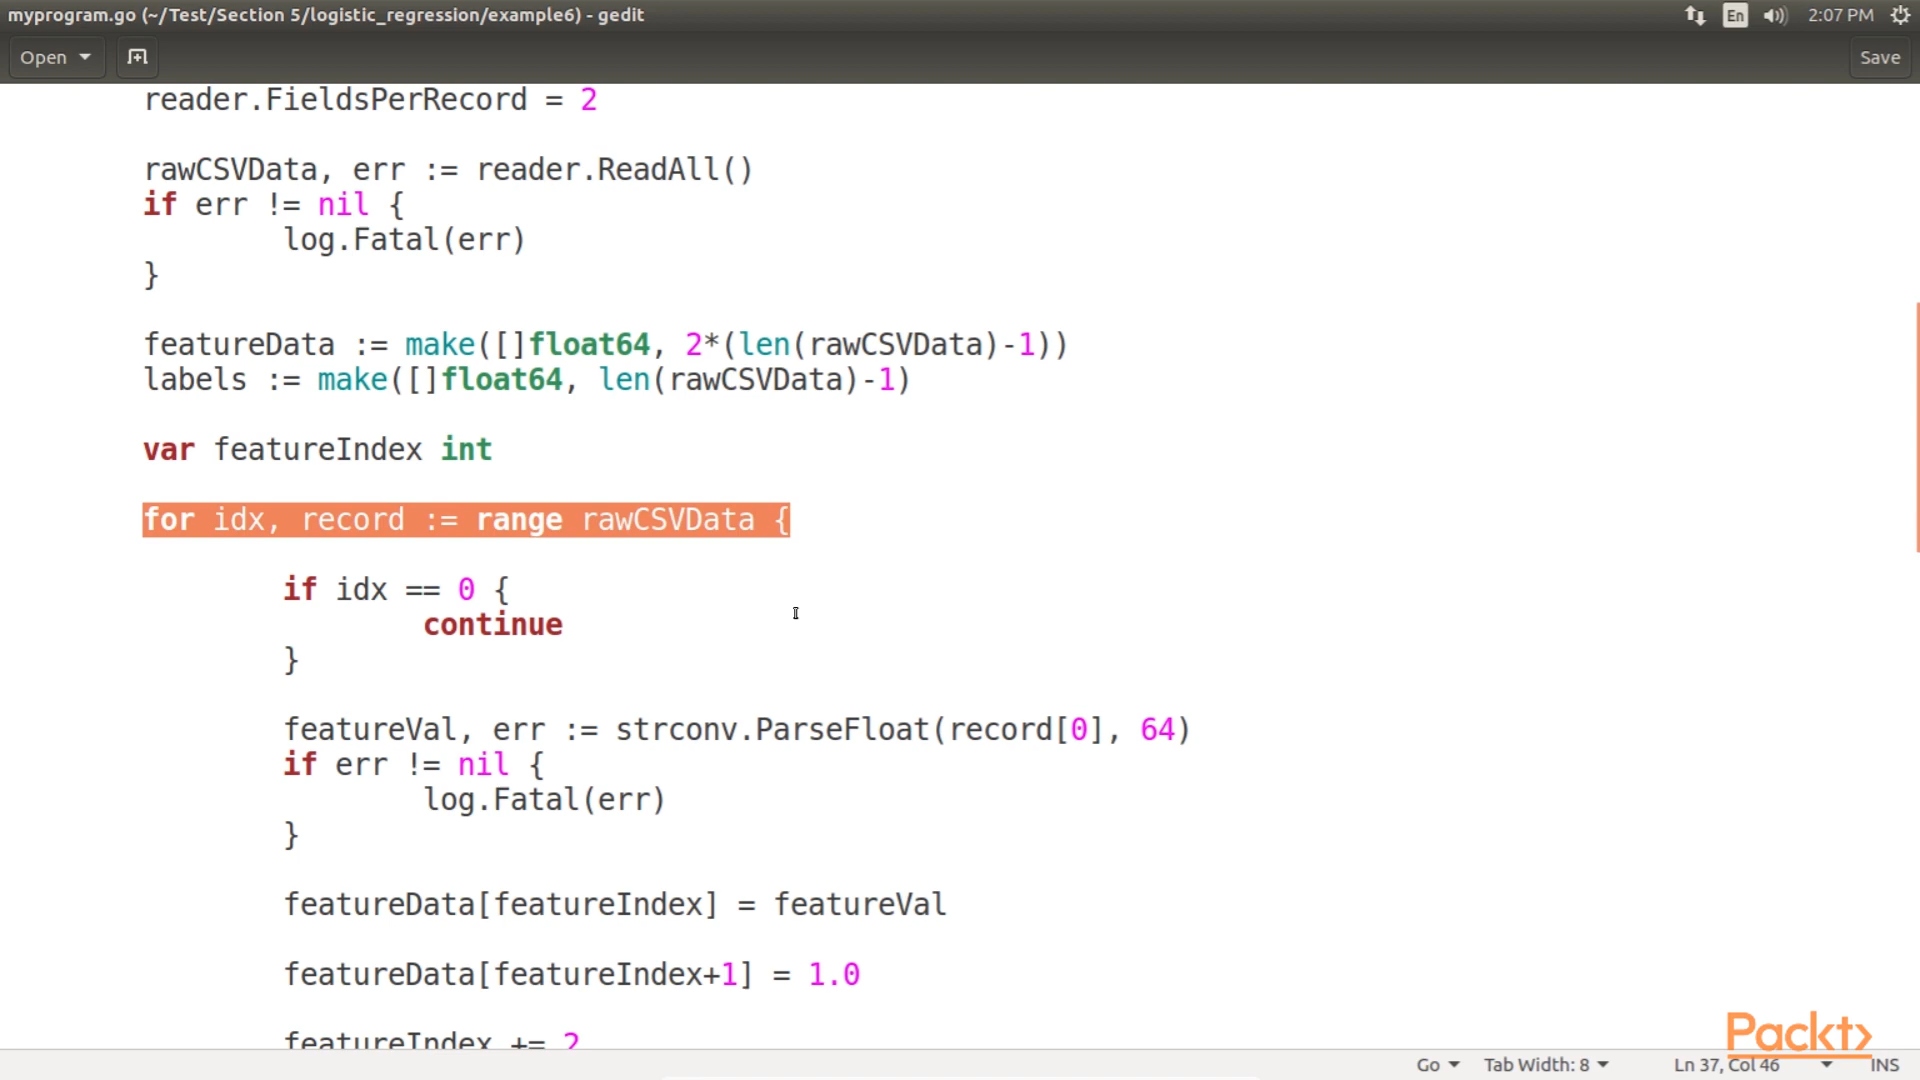 myprogram.go (~/Test/Section 5/logistic_regression/example6) - gedit
En
2:07 PM
Open
Save
reader.FieldsPerRecord = 2
rawCSVData, err := reader.ReadAll()
if err != nil {
log.Fatal(err)
}
featureData := make([]float64, 2*(len(rawCSVData)-1))
labels := make([]float64, len(rawCSVData)-1)
var featureIndex int
for idx, record := range rawCSVData {
if idx == 0 {
continue
}
featureVal, err := strconv.ParseFloat(record[0], 64)
if err != nil {
log.Fatal(err)
}
featureData[featureIndex] = featureVal
featureData[featureIndex+1] = 1.0
featureIndex += 2
Packt>
Go
Tab Width: 8
Ln 37, Col 46
INS